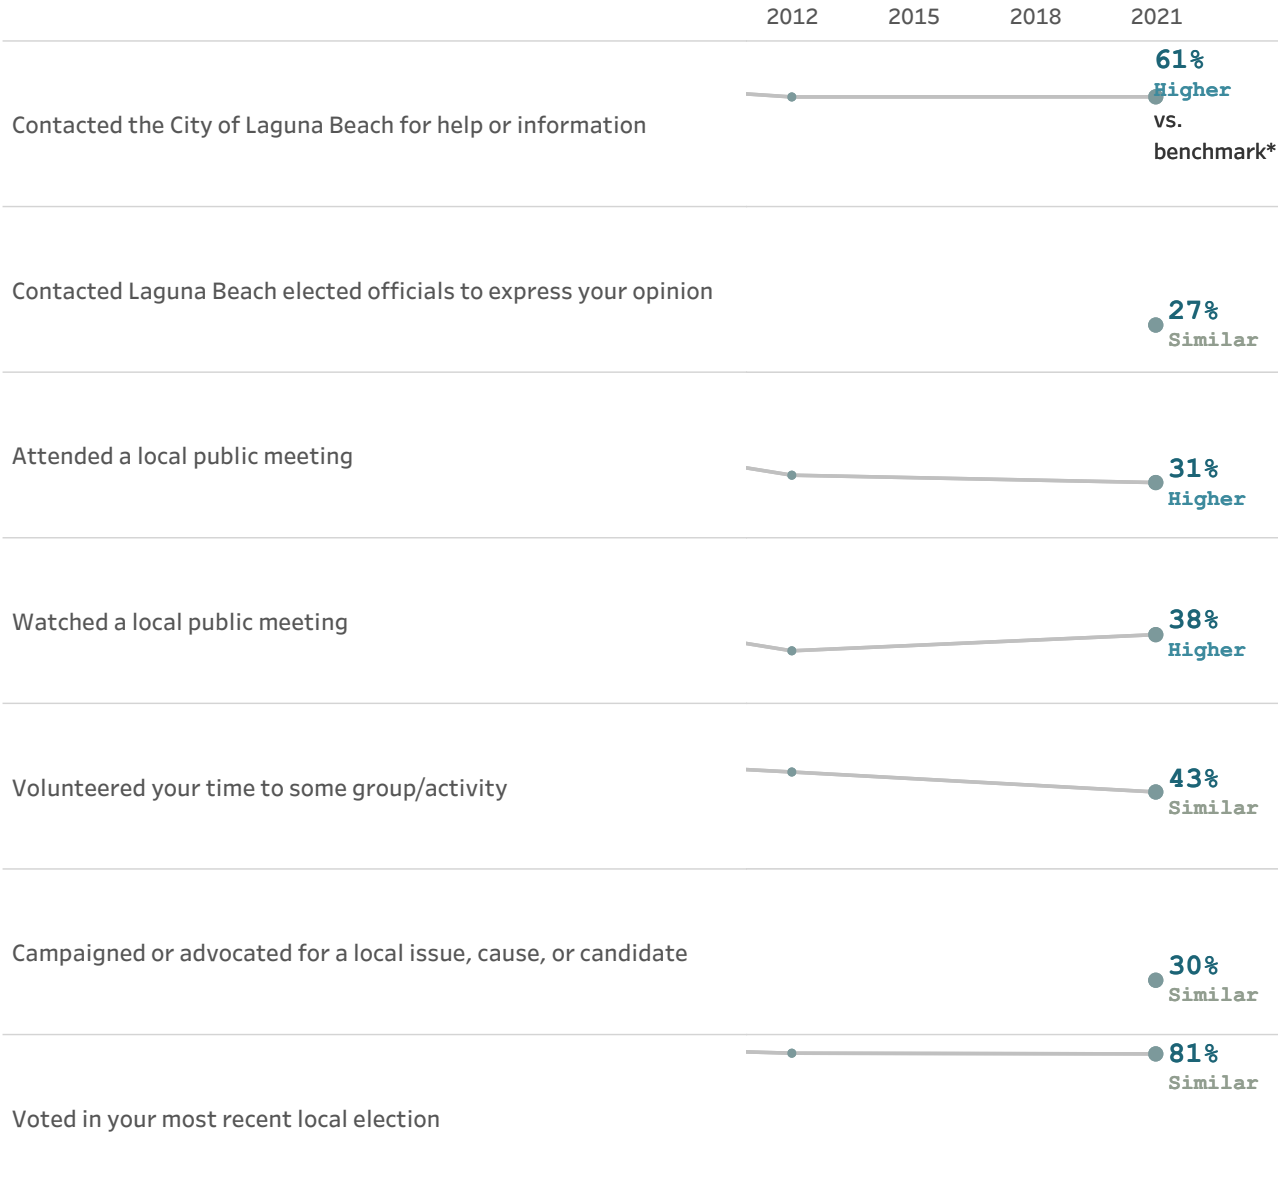 2012 2015 2018 2021
61%
Higher
Contacted the City of Laguna Beach for help or information
vs.
benchmark*
Contacted Laguna Beach elected officials to express your opinion
27%
Similar
Attended a local public meeting
31%
Higher
Watched a local public meeting
38%
Higher
Volunteered your time to some group/activity
43%
Similar
Campaigned or advocated for a local issue, cause, or candidate
30%
Similar
81%
Similar
Voted in your most recent local election